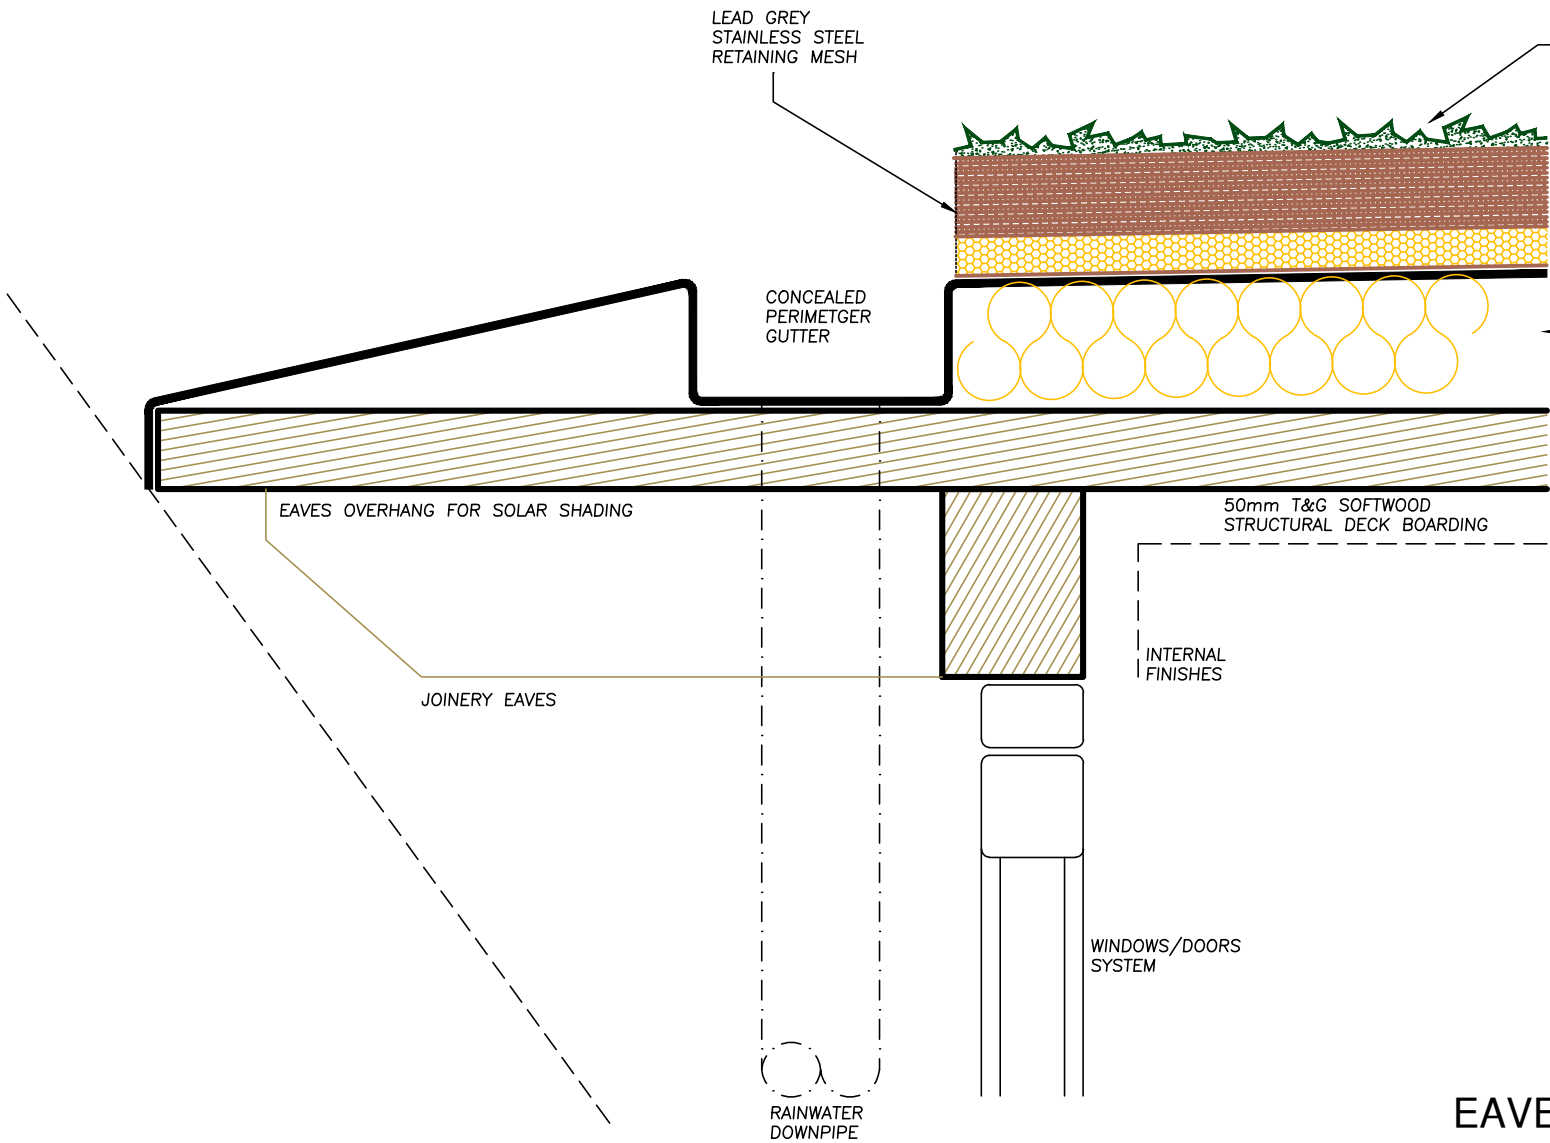 LEAD GREY
STAINLESS STEEL
RETAINING MESH
CONCEALED
PERIMETGER
GUTTER
EAVES OVERHANG FOR SOLAR SHADING
50mm T&G SOFTWOOD
STRUCTURAL DECK BOARDING
INTERNAL
FINISHES
JOINERY EAVES
WINDOWS/DOORS
SYSTEM
RAINWATER
DOWNPIPE
EAVE